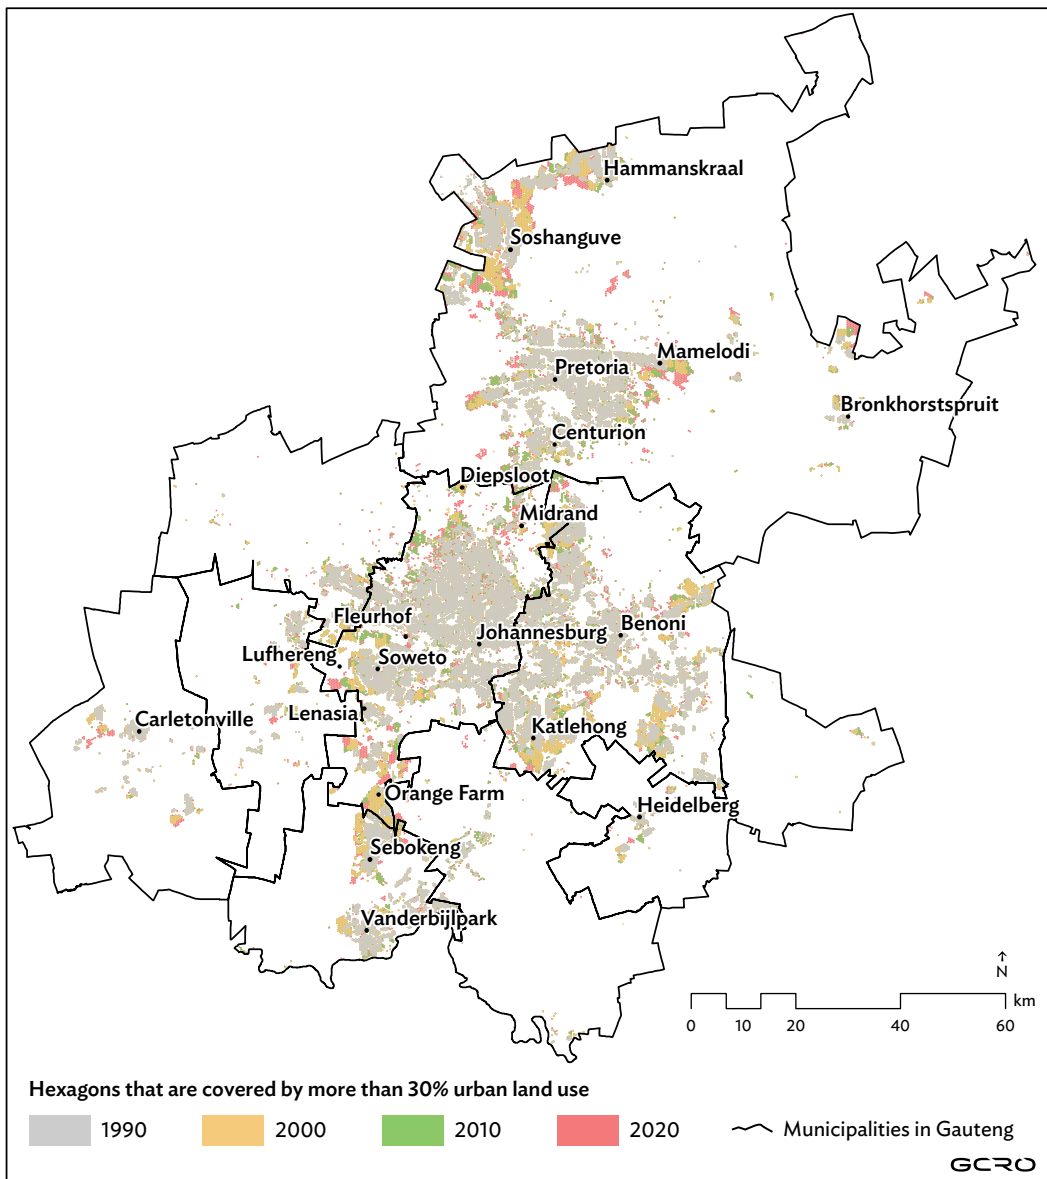 Hammanskraal
Soshanguve
Mamelodi
Pretoria
Bronkhorstspruit
Centurion
Diepsloot
Midrand
Fleurhof
Johannesburg
Benoni
Lufhereng
Soweto
Lenasia
Carletonville
Katlehong
Orange Farm
Heidelberg
Sebokeng
Vanderbijlpark
N
km
0 10 20 40 60
Hexagons that are covered by more than 30% urban land use
1990 2000 2010 2020 Municipalities in Gauteng
GCRO